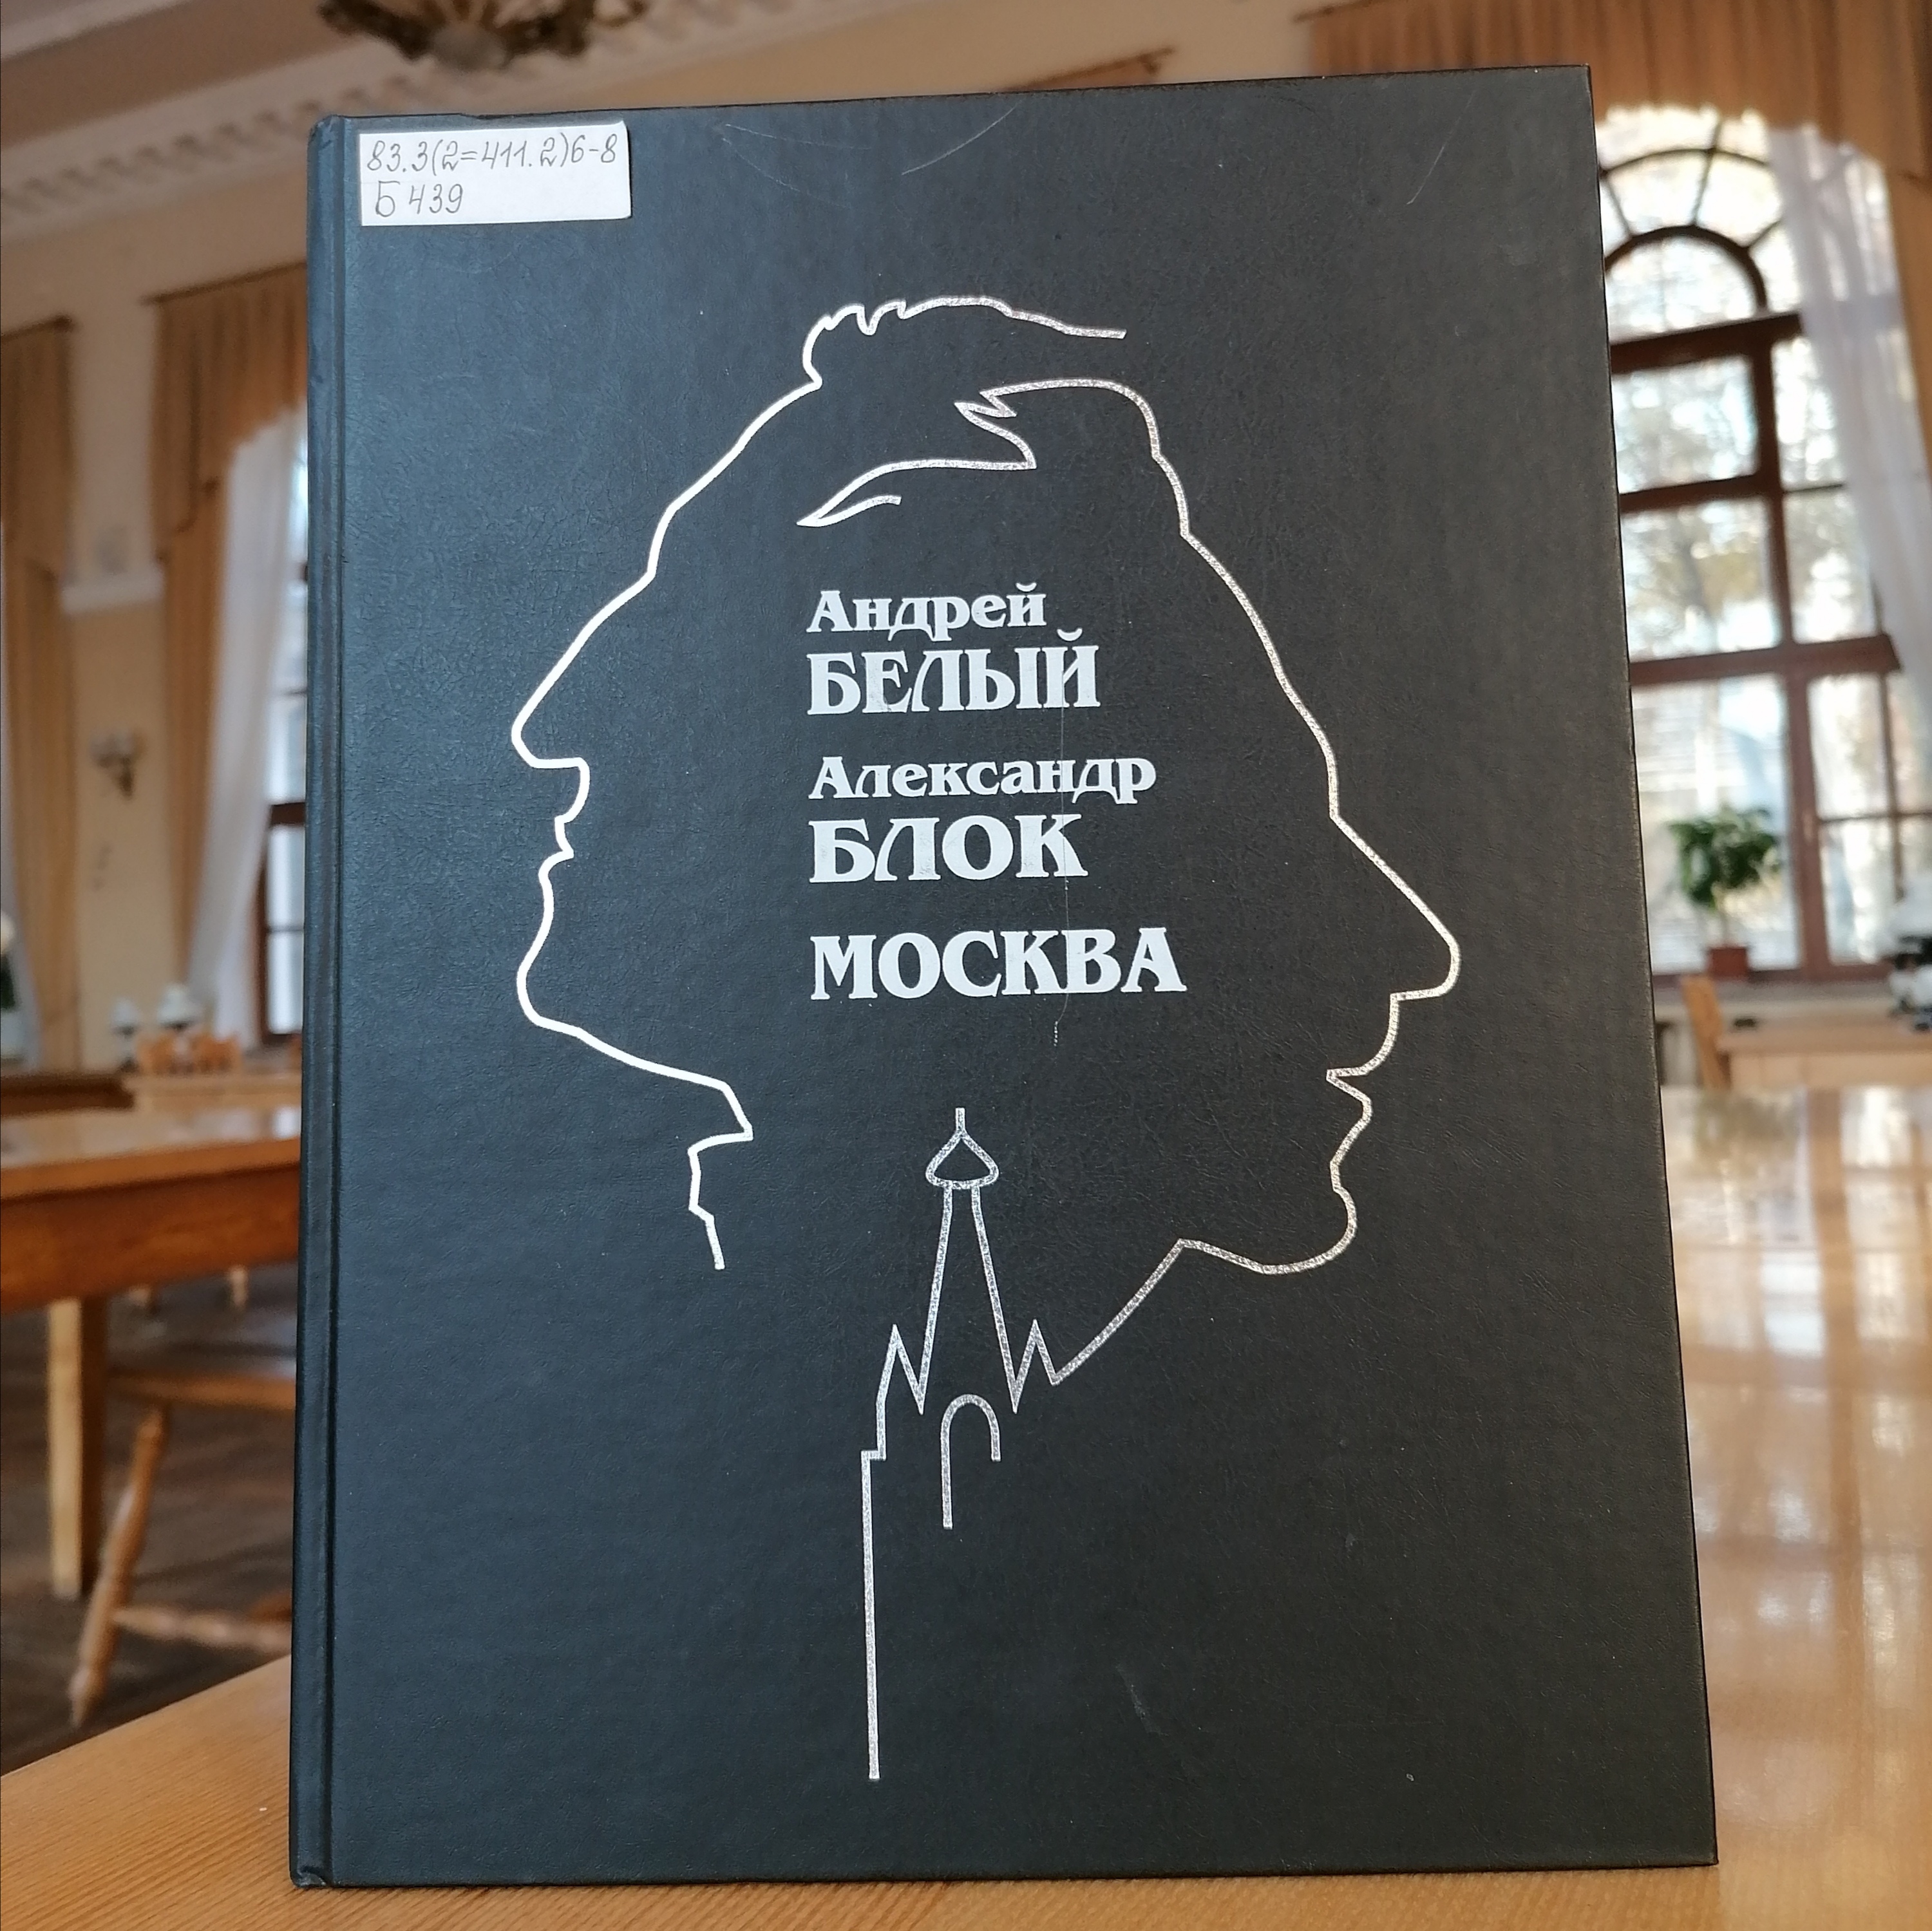 83.3(2=411.2)6-8
Б 439
Андрей
БЕЛЫЙ
Александр
БЛОК
МОСКВА